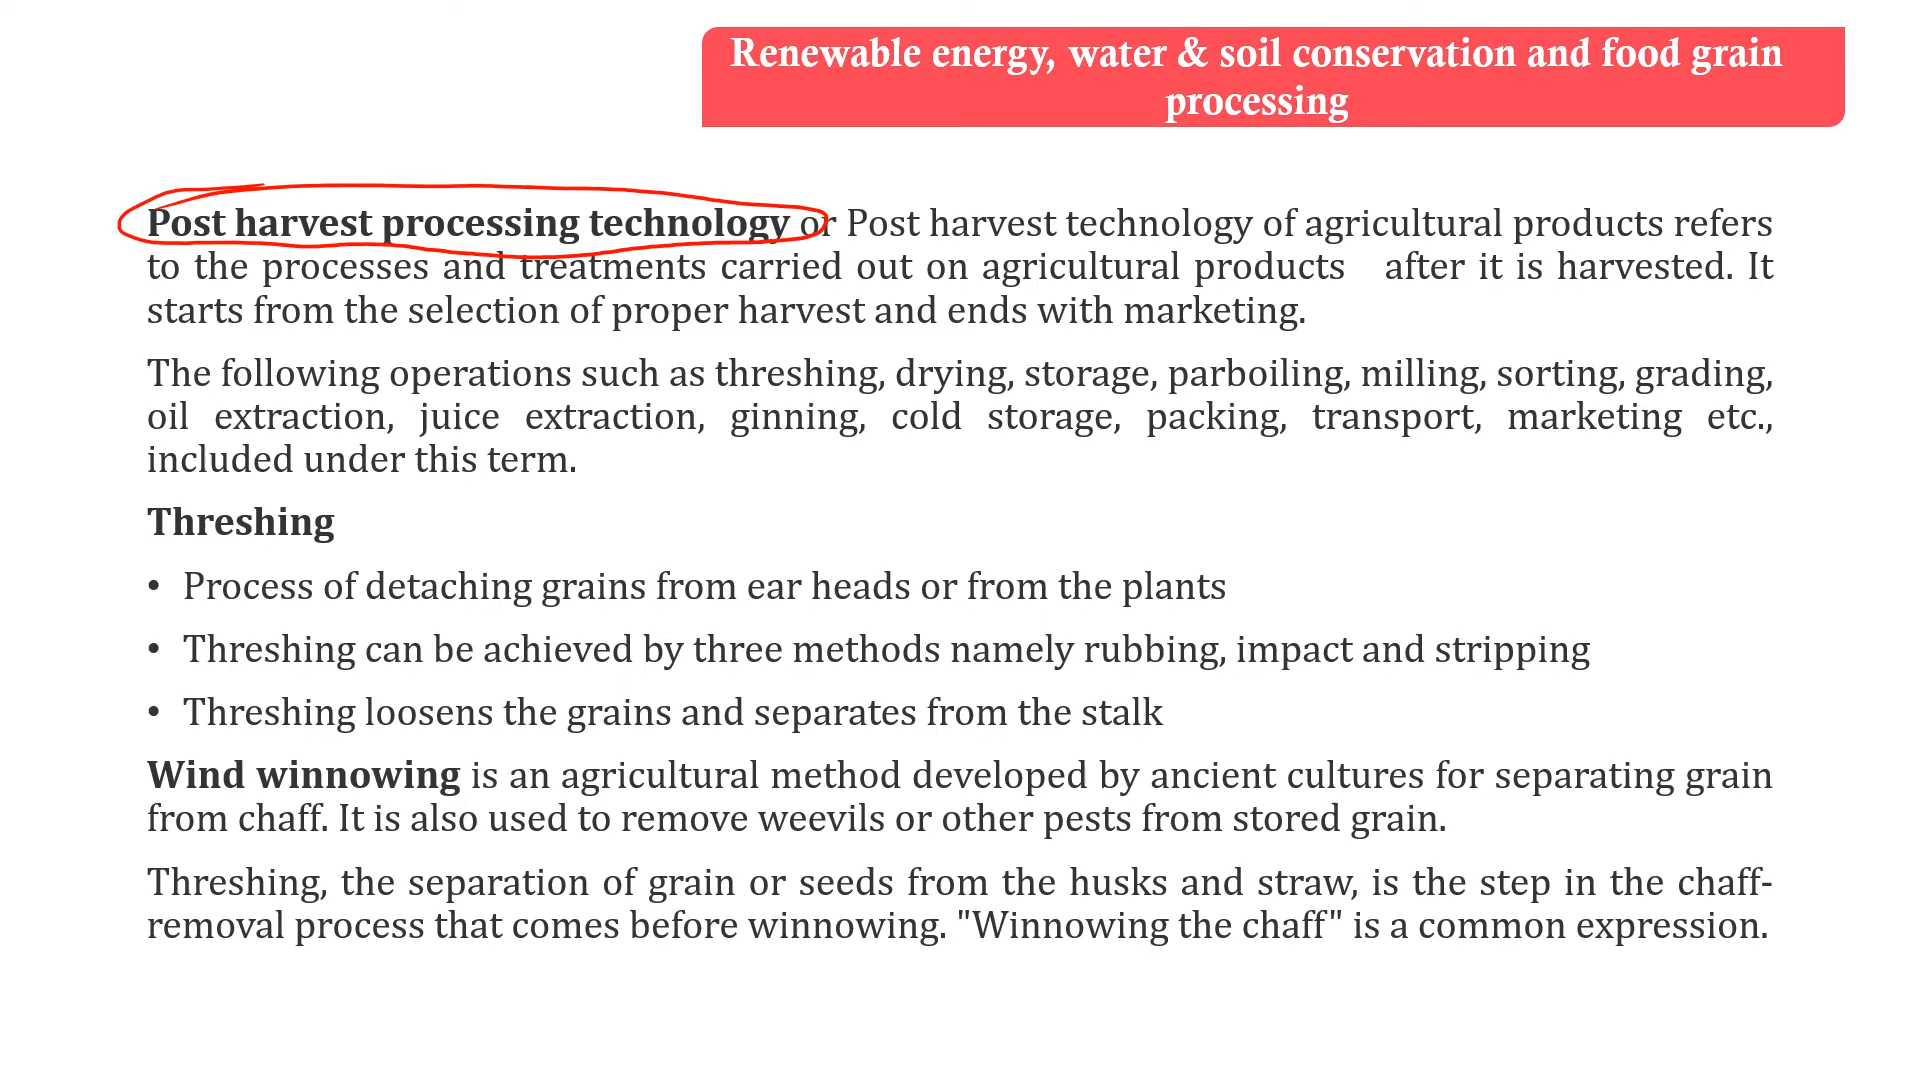 Renewable energy, water & soil conservation and food grain
processing
Post harvest processing technology or Post harvest technology of agricultural products refers
to the processes and treatments carried out on agricultural products after it is harvested. It
starts from the selection of proper harvest and ends with marketing.
The following operations such as threshing, drying, storage, parboiling, milling, sorting, grading,
oil extraction, juice extraction, ginning, cold storage, packing, transport, marketing etc.,
included under this term.
Threshing
• Process of detaching grains from ear heads or from the plants
• Threshing can be achieved by three methods namely rubbing, impact and stripping
• Threshing loosens the grains and separates from the stalk
Wind winnowing is an agricultural method developed by ancient cultures for separating grain
from chaff. It is also used to remove weevils or other pests from stored grain.
Threshing, the separation of grain or seeds from the husks and straw, is the step in the chaff-
removal process that comes before winnowing. "Winnowing the chaff" is a common expression.